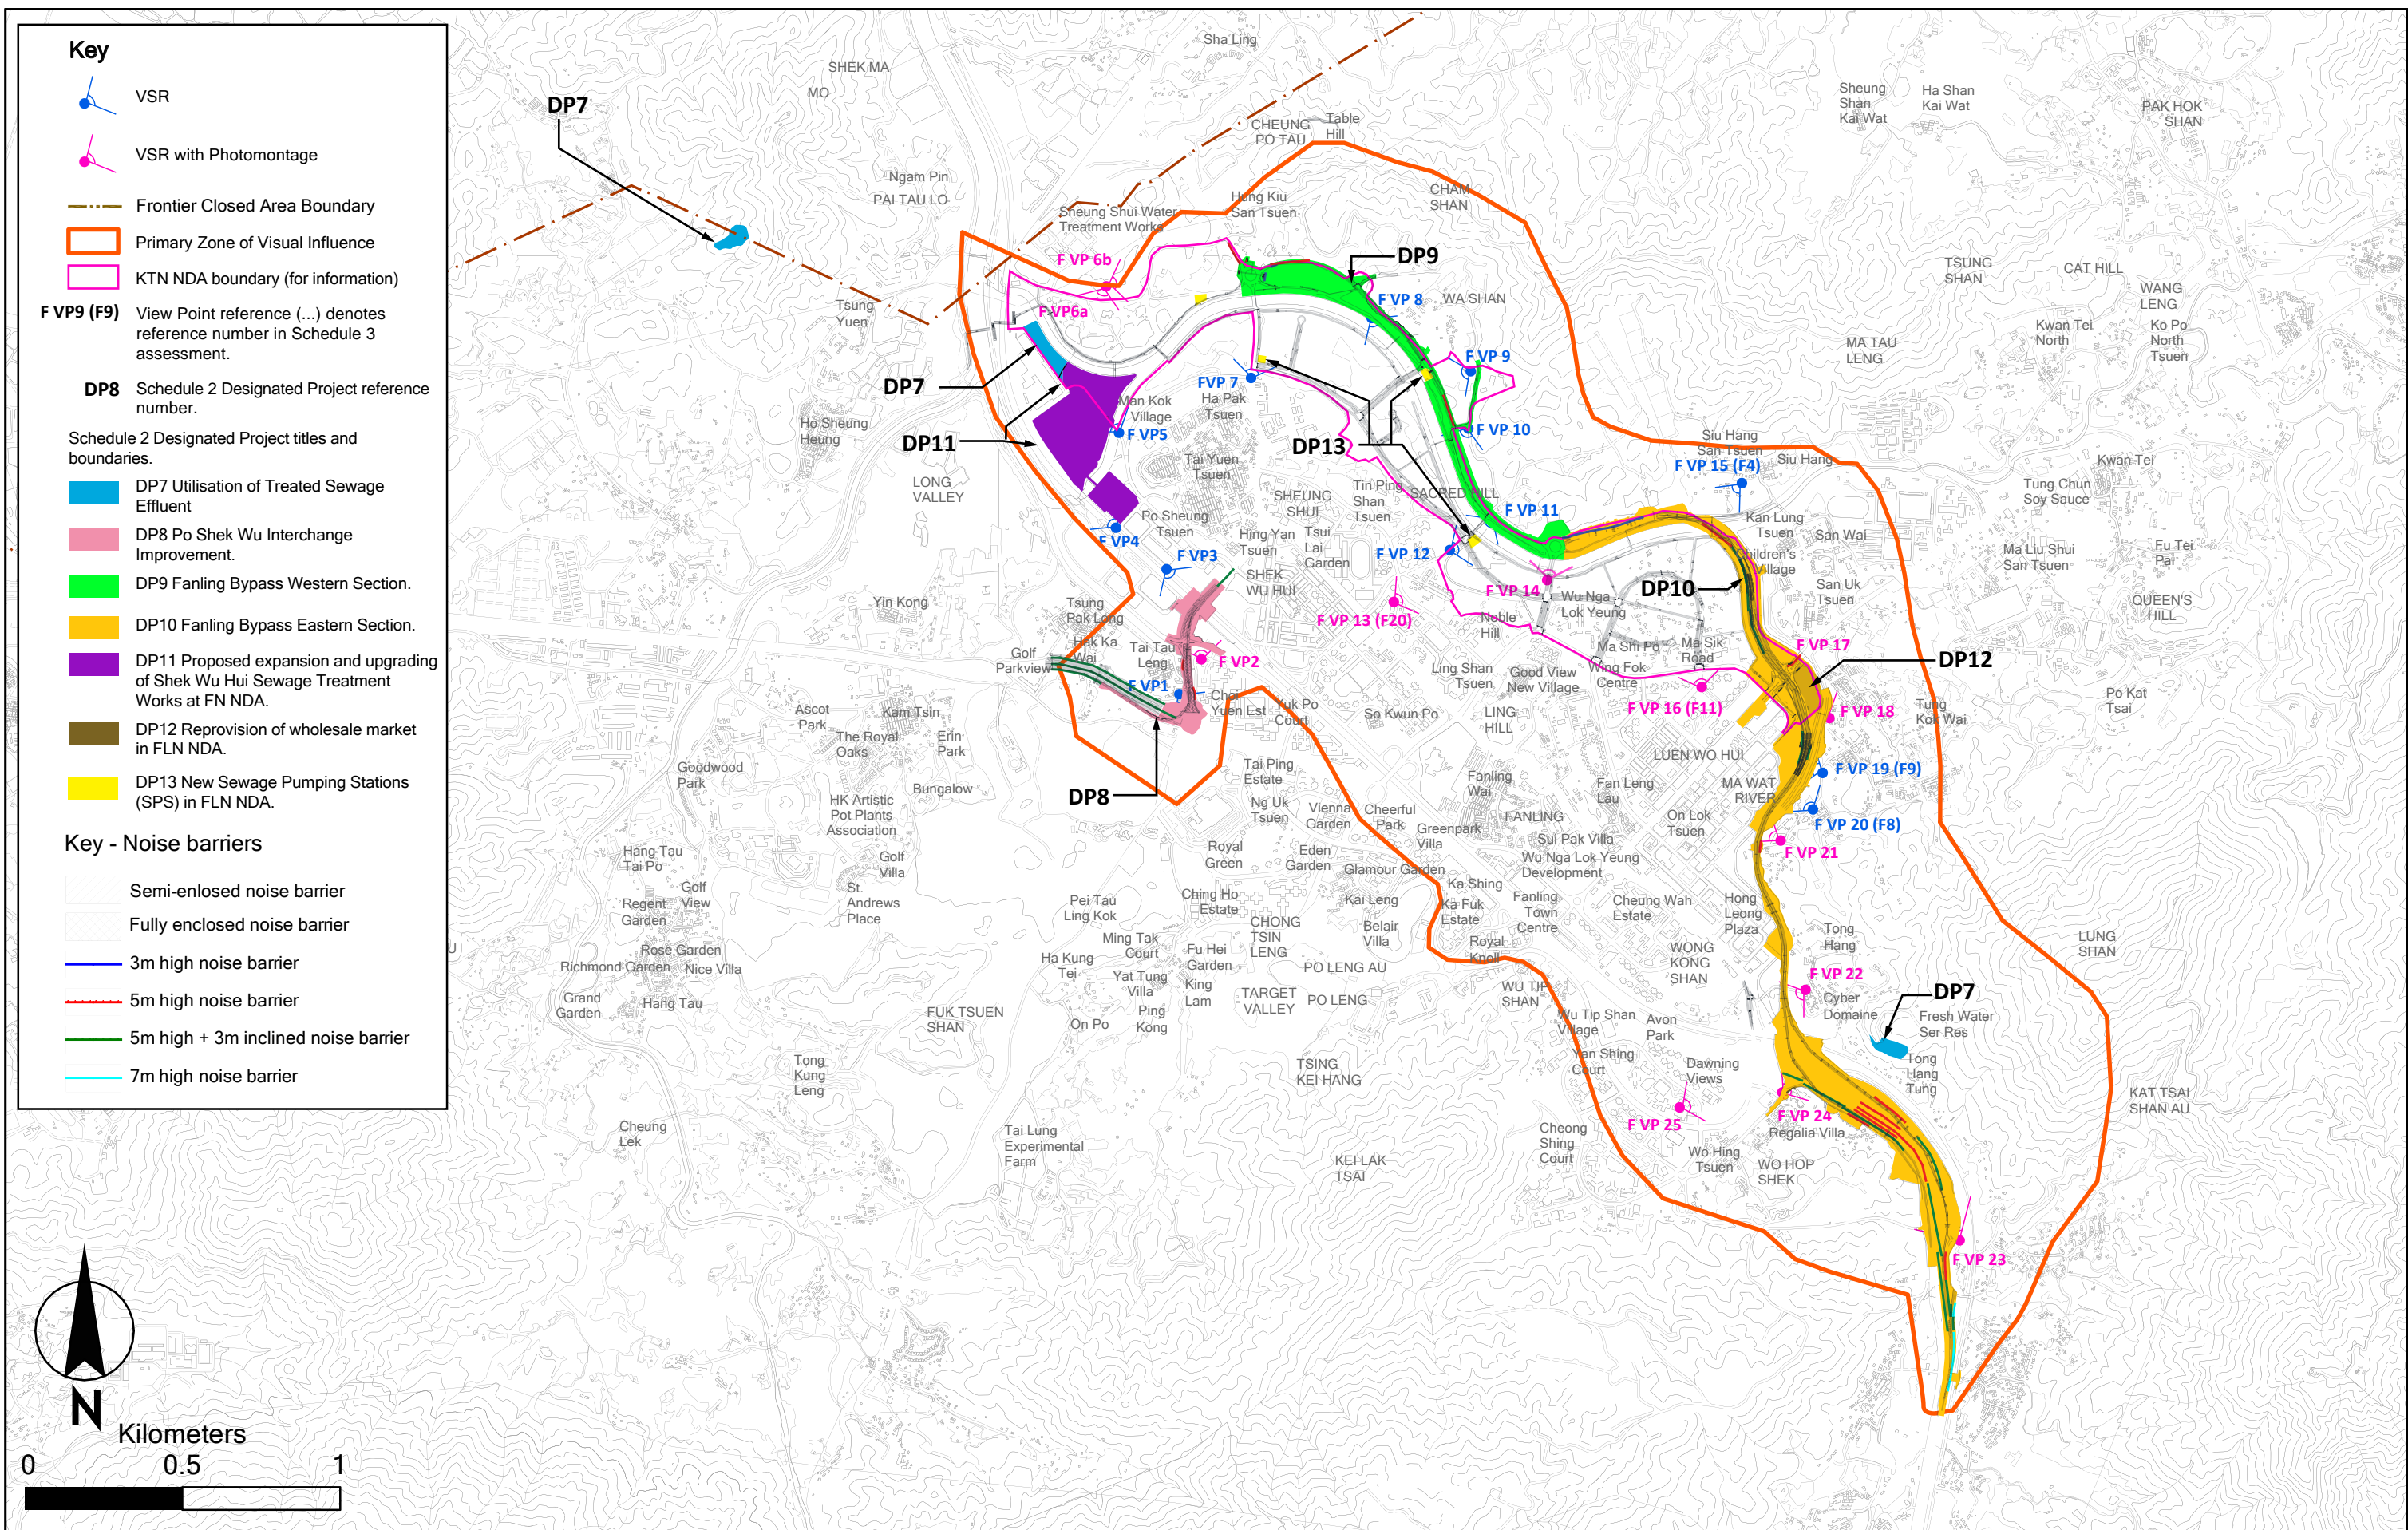 Key
VSR
VSR with Photomontage
Frontier Closed Area Boundary
Primary Zone of Visual Influence
KTN NDA boundary (for information)
F VP9 (F9)
View Point reference (...) denotes
reference number in Schedule 3
assessment.
DP8
Schedule 2 Designated Project reference
number.
Schedule 2 Designated Project titles and
boundaries.
DP7 Utilisation of Treated Sewage
Effluent
DP8 Po Shek Wu Interchange
Improvement.
DP9 Fanling Bypass Western Section.
DP10 Fanling Bypass Eastern Section.
DP11 Proposed expansion and upgrading
of Shek Wu Hui Sewage Treatment
Works at FN NDA.
DP12 Reprovision of wholesale market
in FLN NDA.
DP13 New Sewage Pumping Stations
(SPS) in FLN NDA.
Key - Noise barriers
Semi-enlosed noise barrier
Fully enclosed noise barrier
3m high noise barrier
5m high noise barrier
5m high + 3m inclined noise barrier
7m high noise barrier
N
Kilometers
0 0.5 1
Sha Ling
SHEK MA
MO
DP7
CHEUNG
PO TAU
Table
Hill
Sheung
Shan
Kai Wat
Ha Shan
Kai Wat
PAK HOK
SHAN
Ngam Pin
PAI TAU LO
Sheung Shui Water
Treatment Works
Hung Kiu
San Tsuen
CHAM
SHAN
F VP 6b
DP9
TSUNG
SHAN
CAT HILL
WANG
LENG
Tsung
Yuen
F VP6a
F VP 8
WA SHAN
Kwan Tei
North
Ko Po
North
Tsuen
MA TAU
LENG
DP7
FVP 7
Ha Pak
Tsuen
F VP 9
Man Kok
Village
F VP5
Ho Sheung
Heung
DP11
DP13
F VP 10
Siu Hang
San Tsuen
Siu Hang
F VP 15 (F4)
Kwan Tei
Tai Yuen
Tsuen
LONG
VALLEY
SHEUNG
SHUI
Tin Ping
Shan
Tsuen
SACRED HILL
Tung Chun
Soy Sauce
Po Sheung
Tsuen
F VP4
Hing Yan
Tsuen
Tsui
Lai
Garden
F VP 11
F VP 12
Kan Lung
Tsuen
San Wai
Children's
Village
Ma Liu Shui
San Tsuen
Fu Tei
Pai
F VP3
SHEK
WU HUI
F VP 14
Wu Nga
Lok Yeung
DP10
San Uk
Tsuen
QUEEN'S
HILL
Yin Kong
Tsung
Pak Long
F VP 13 (F20)
Noble
Hill
Hak Ka
Wai
Tai Tau
Leng
Golf
Parkview
F VP2
Ma Shi Po
Ma Sik
Road
F VP 17
DP12
Ling Shan
Tsuen
Good View
New Village
Wing Fok
Centre
F VP1
Choi
Yuen Est
Yuk Po
Court
F VP 16 (F11)
F VP 18
Tung
Kok Wai
Po Kat
Tsai
Ascot
Park
Kam Tsin
The Royal
Oaks
Erin
Park
So Kwun Po
LING
HILL
LUEN WO HUI
Goodwood
Park
Tai Ping
Estate
Fanling
Wai
Fan Leng
Lau
MA WAT
RIVER
F VP 19 (F9)
Bungalow
DP8
HK Artistic
Pot Plants
Association
Ng Uk
Tsuen
Vienna
Garden
Cheerful
Park
Greenpark
Villa
FANLING
On Lok
Tsuen
F VP 20 (F8)
Sui Pak Villa
F VP 21
Hang Tau
Tai Po
Golf
Villa
Royal
Green
Eden
Garden
Glamour Garden
Wu Nga Lok Yeung
Development
Golf
View
Regent
Garden
St.
Andrews
Place
Pei Tau
Ling Kok
Ching Ho
Estate
Kai Leng
Ka Shing
Ka Fuk
Estate
Fanling
Town
Centre
Cheung Wah
Estate
Hong
Leong
Plaza
CHONG
TSIN
LENG
Belair
Villa
Tong
Hang
LUNG
SHAN
Rose Garden
Richmond Garden
Nice Villa
Ming Tak
Court
Fu Hei
Garden
Ha Kung
Tei
Yat Tung
Villa
King
Lam
PO LENG AU
Royal
Knoll
WONG
KONG
SHAN
F VP 22
Grand
Garden
Hang Tau
FUK TSUEN
SHAN
On Po
Ping
Kong
TARGET
VALLEY
PO LENG
WU TIP
SHAN
Cyber
Domaine
DP7
Fresh Water
Ser Res
Wu Tip Shan
Village
Avon
Park
Yan Shing
Court
Dawning
Views
Tong
Hang
Tung
Tong
Kung
Leng
TSING
KEI HANG
KAT TSAI
SHAN AU
F VP 25
F VP 24
Regalia Villa
Cheung
Lek
Tai Lung
Experimental
Farm
Cheong
Shing
Court
KEI LAK
TSAI
Wo Hing
Tsuen
WO HOP
SHEK
F VP 23